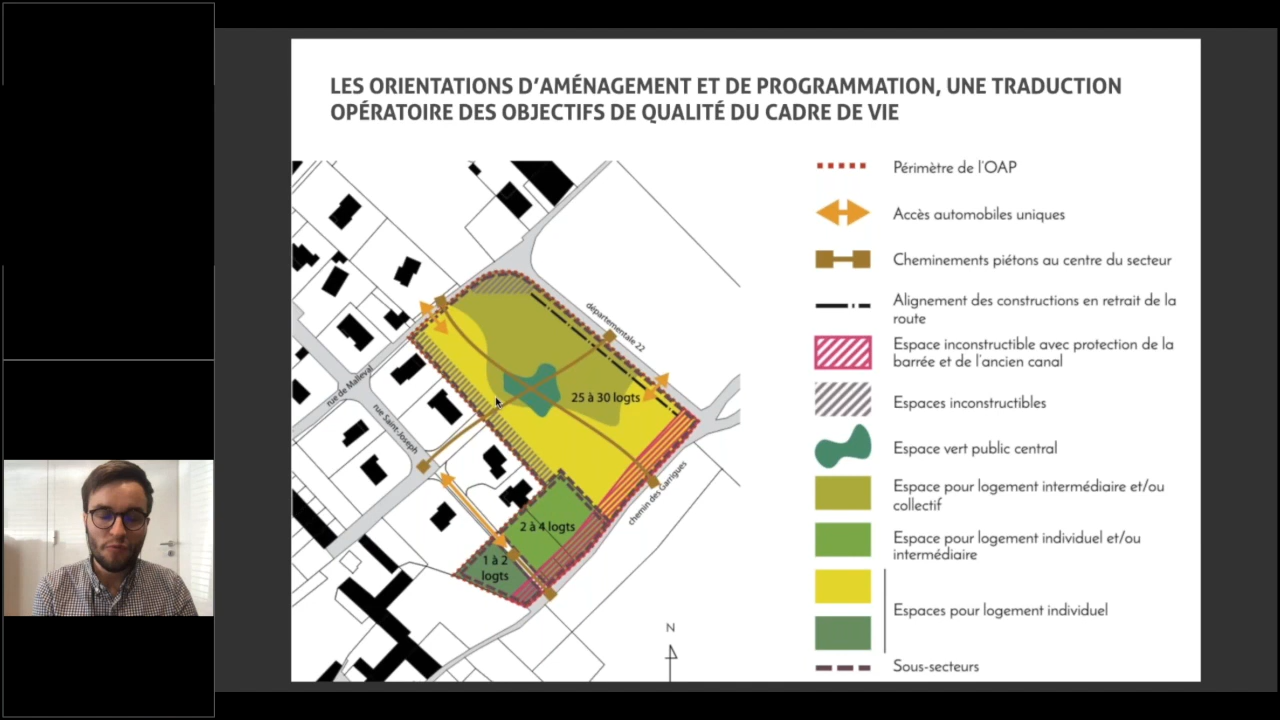 LES ORIENTATIONS D'AMÉNAGEMENT ET DE PROGRAMMATION, UNE TRADUCTION
OPÉRATOIRE DES OBJECTIFS DE QUALITÉ DU CADRE DE VIE
départementale 22
rue de Malleval
rue Saint-Joseph
25 à 30 logts
chemin des Garrigues
2 à 4 logts
1 à 2
logts
N
Périmètre de l'OAP
Accès automobiles uniques
Cheminements piétons au centre du secteur
Alignement des constructions en retrait de la
route
Espace inconstructible avec protection de la
barrée et de l'ancien canal
Espaces inconstructibles
Espace vert public central
Espace pour logement intermédiaire et/ou
collectif
Espace pour logement individuel et/ou
intermédiaire
Espaces pour logement individuel
Sous-secteurs